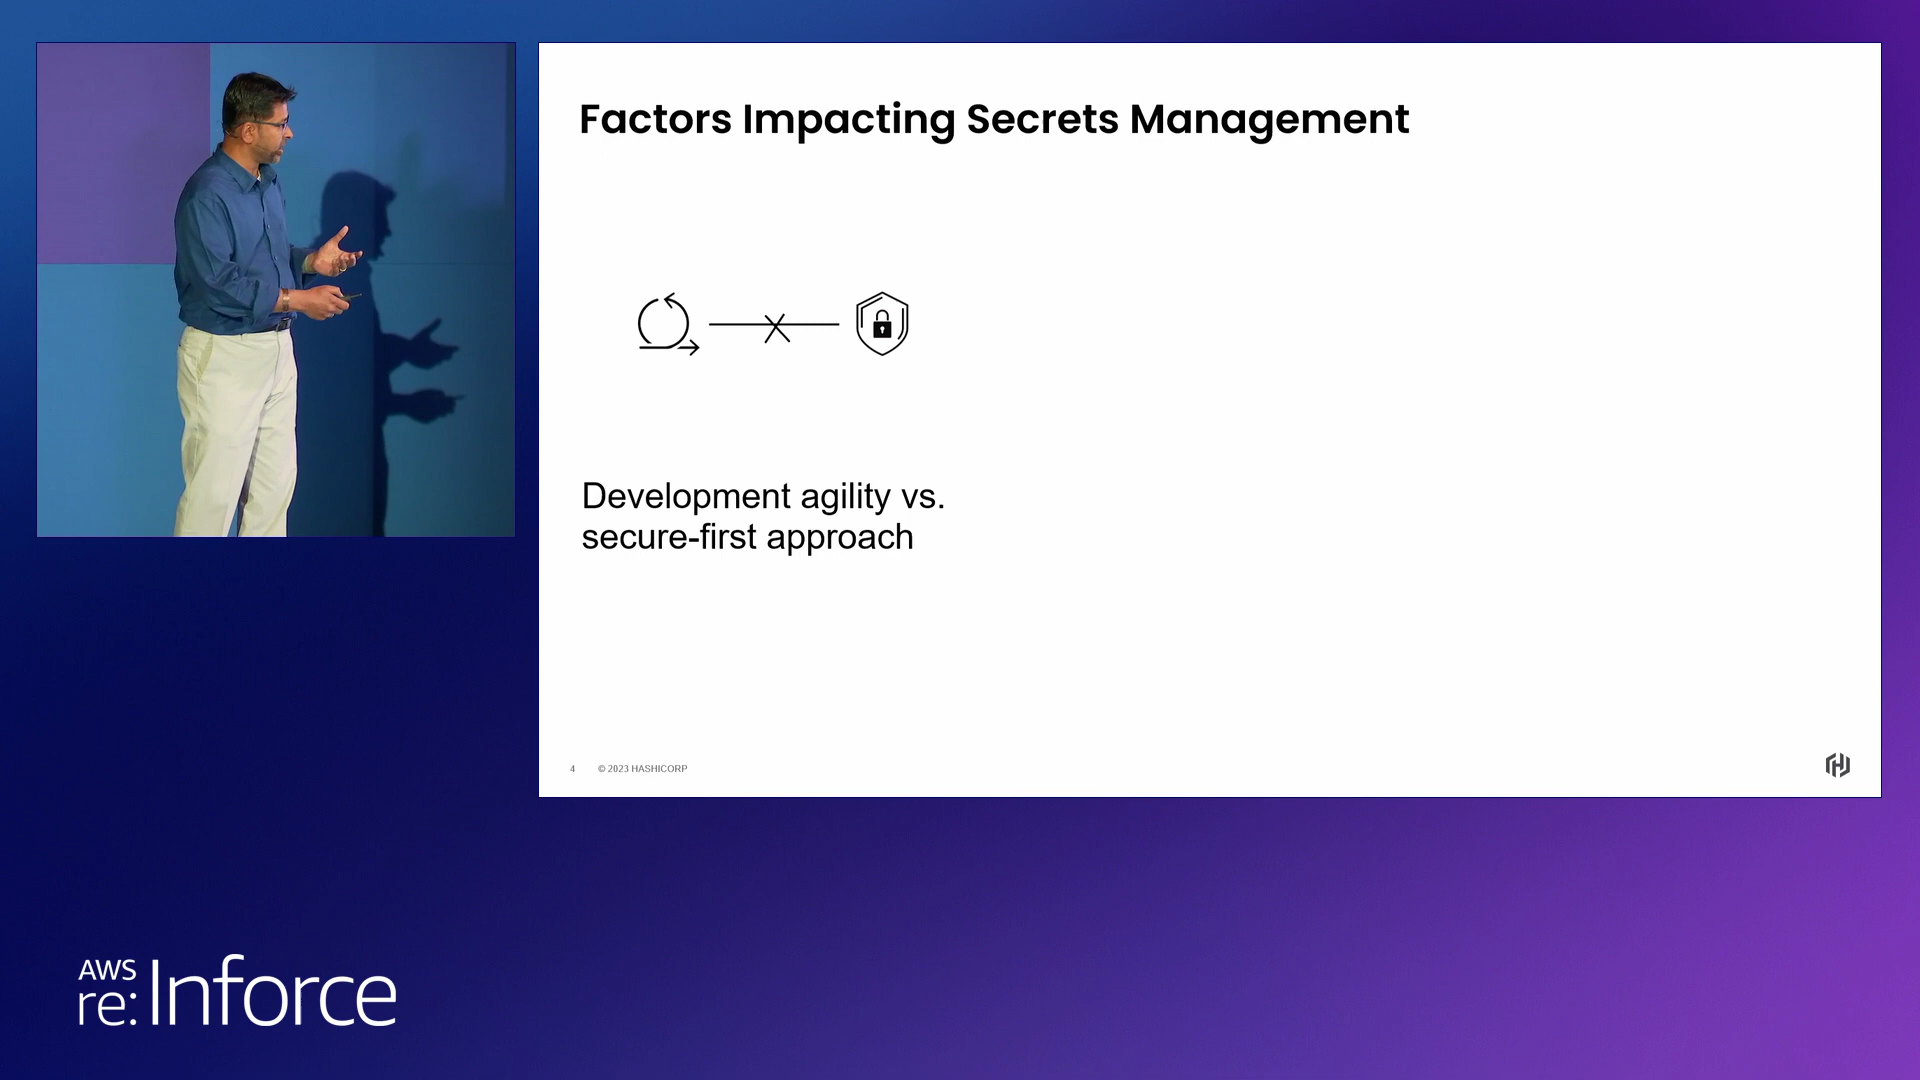 Factors Impacting Secrets Management
Development agility vs.
secure-first approach
4 © 2023 HASHICORP
AWS
re:Inforce